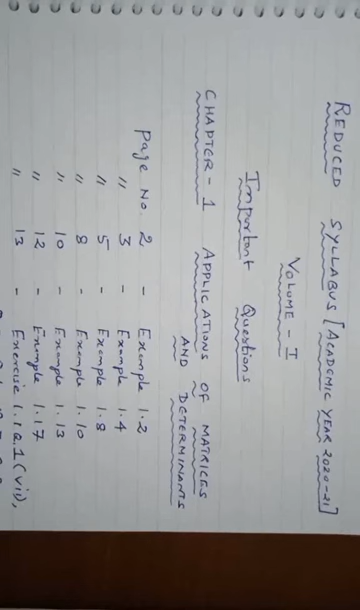 REDUCED SYLLABUS [ACADEMIC YEAR 2020-21]
VOLUME - I
Important Questions
CHAPTER - 1 APPLICATIONS OF MATRICES
AND DETERMINANTS
Page No. 2 - Example 1.2
" 3 - Example 1.4
" 5 - Example 1.8
" 8 - Example 1.10
" 10 - Example 1.13
" 12 - Example 1.17
" 13 - Exercise 1.1 Q1 (vii),